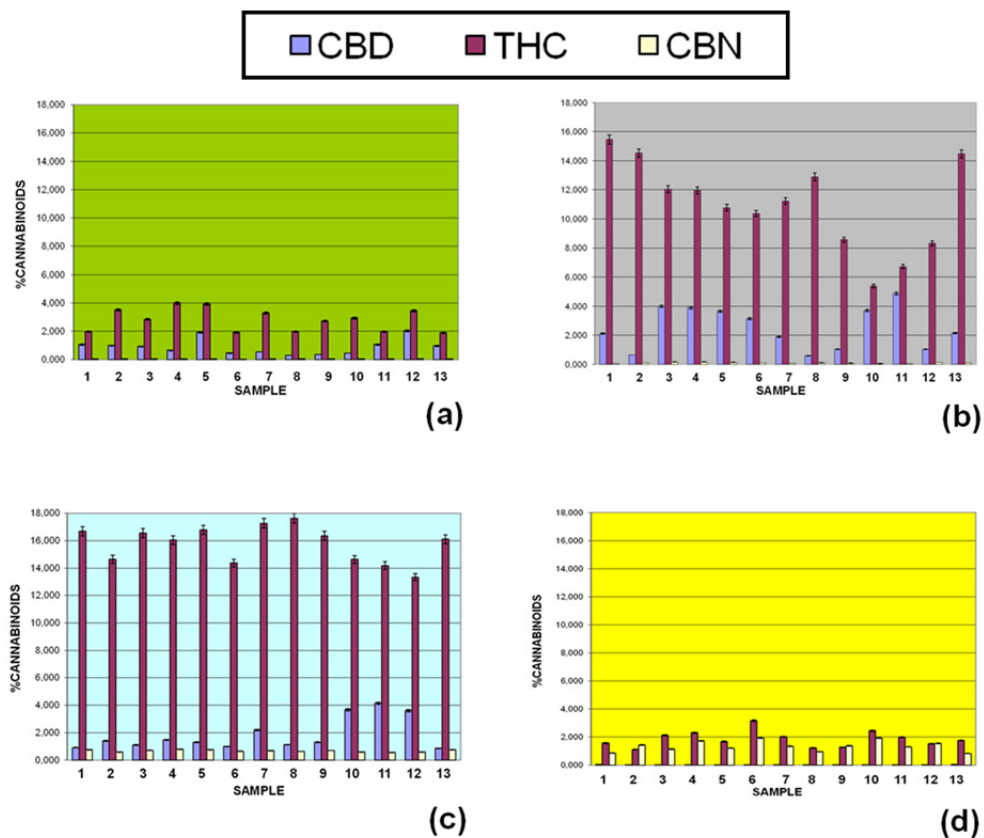 CBD THC CBN
18,000
16,000
14,000
12,000
10,000
8,000
6,000
4,000
2,000
0,000
%CANNABINOIDS
1 2 3 4 5 6 7 8 9 10 11 12 13
SAMPLE
(a)
18,000
16,000
14,000
12,000
10,000
8,000
6,000
4,000
2,000
0,000
%CANNABINOIDS
1 2 3 4 5 6 7 8 9 10 11 12 13
SAMPLE
(b)
18,000
16,000
14,000
12,000
10,000
8,000
6,000
4,000
2,000
0,000
%CANNABINOIDS
1 2 3 4 5 6 7 8 9 10 11 12 13
SAMPLE
(c)
18,000
16,000
14,000
12,000
10,000
8,000
6,000
4,000
2,000
0,000
%CANNABINOIDS
1 2 3 4 5 6 7 8 9 10 11 12 13
SAMPLE
(d)